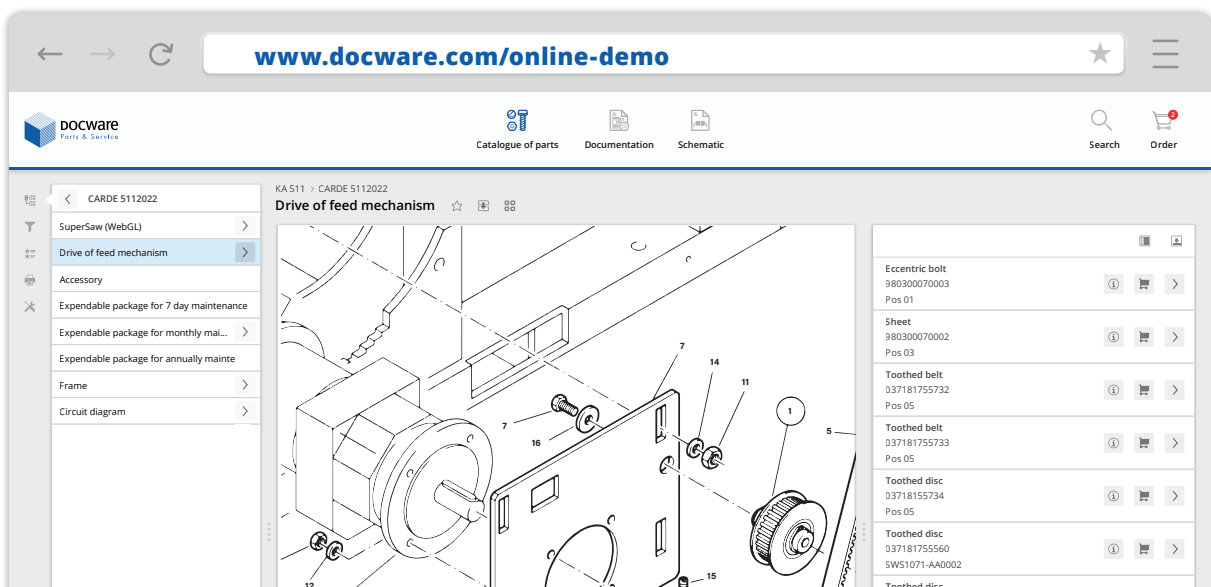 www.docware.com/online-demo
DOCWARE
Parts & Service
Catalogue of parts
Documentation
Schematic
Search
Order
2
CARDE 5112022
SuperSaw (WebGL)
Drive of feed mechanism
Accessory
Expendable package for 7 day maintenance
Expendable package for monthly mai...
Expendable package for annually mainte
Frame
Circuit diagram
KA 511 > CARDE 5112022
Drive of feed mechanism
7
14
11
1
7
16
5
12
15
Eccentric bolt
980300070003
Pos 01
Sheet
980300070002
Pos 03
Toothed belt
037181755732
Pos 05
Toothed belt
037181755733
Pos 05
Toothed disc
03718155734
Pos 05
Toothed disc
037181755560
SWS1071-AA0002
Toothed disc